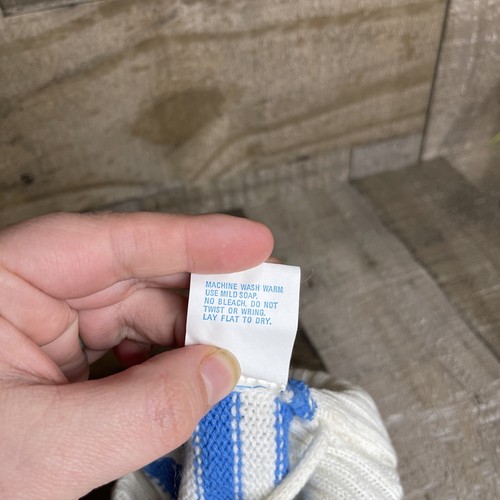 MACHINE WASH WARM
USE MILD SOAP,
NO BLEACH. DO NOT
TWIST OR WRING.
LAY FLAT TO DRY.